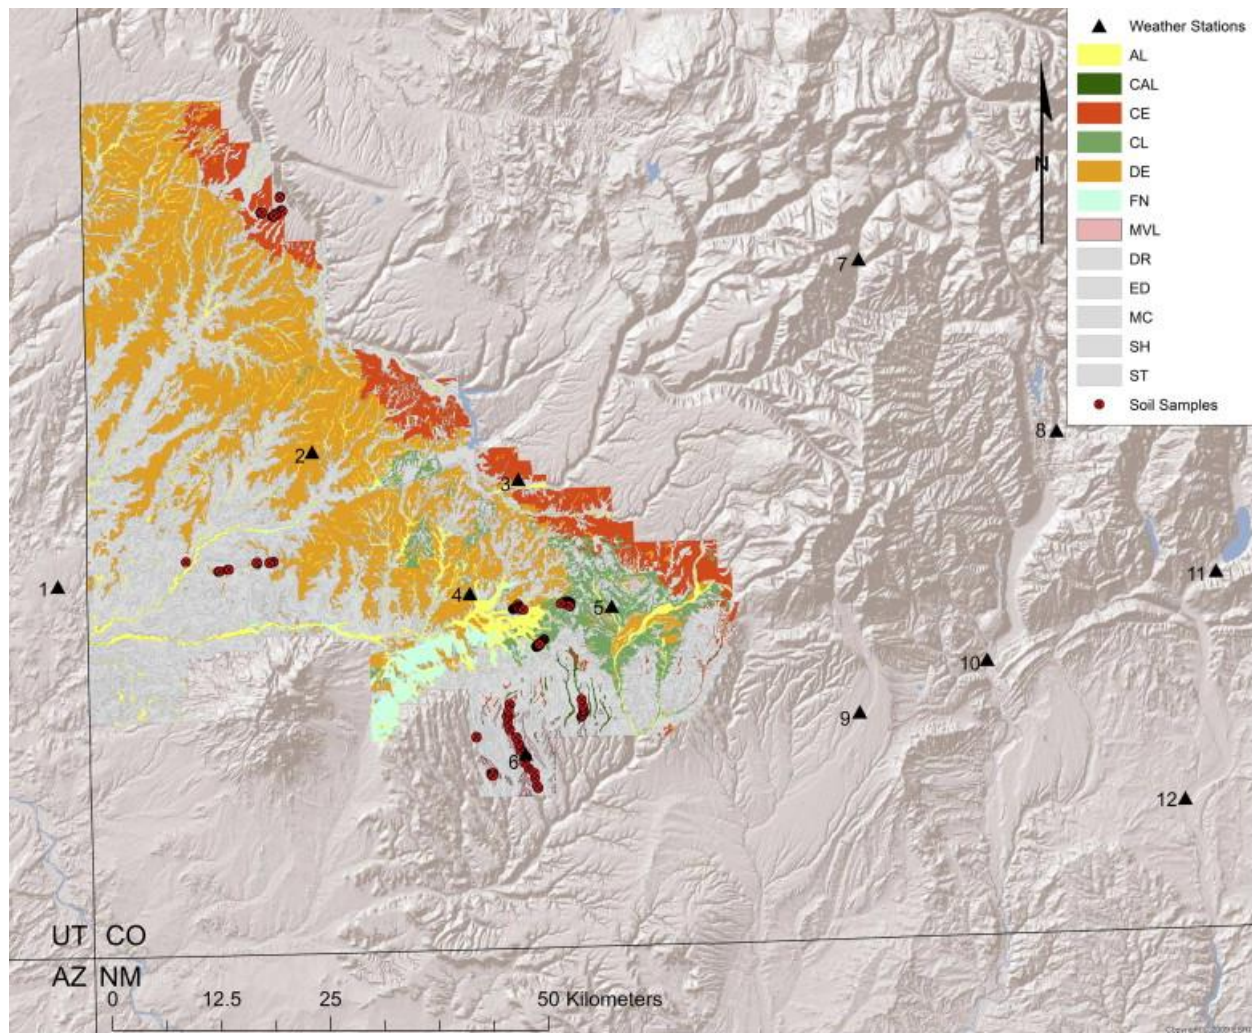 Weather Stations
AL
CAL
CE
CL
DE
FN
MVL
DR
ED
MC
SH
ST
Soil Samples
N
7
8
2
3
1
4
5
11
10
9
6
12
UT CO
AZ NM
0 12.5 25 50 Kilometers